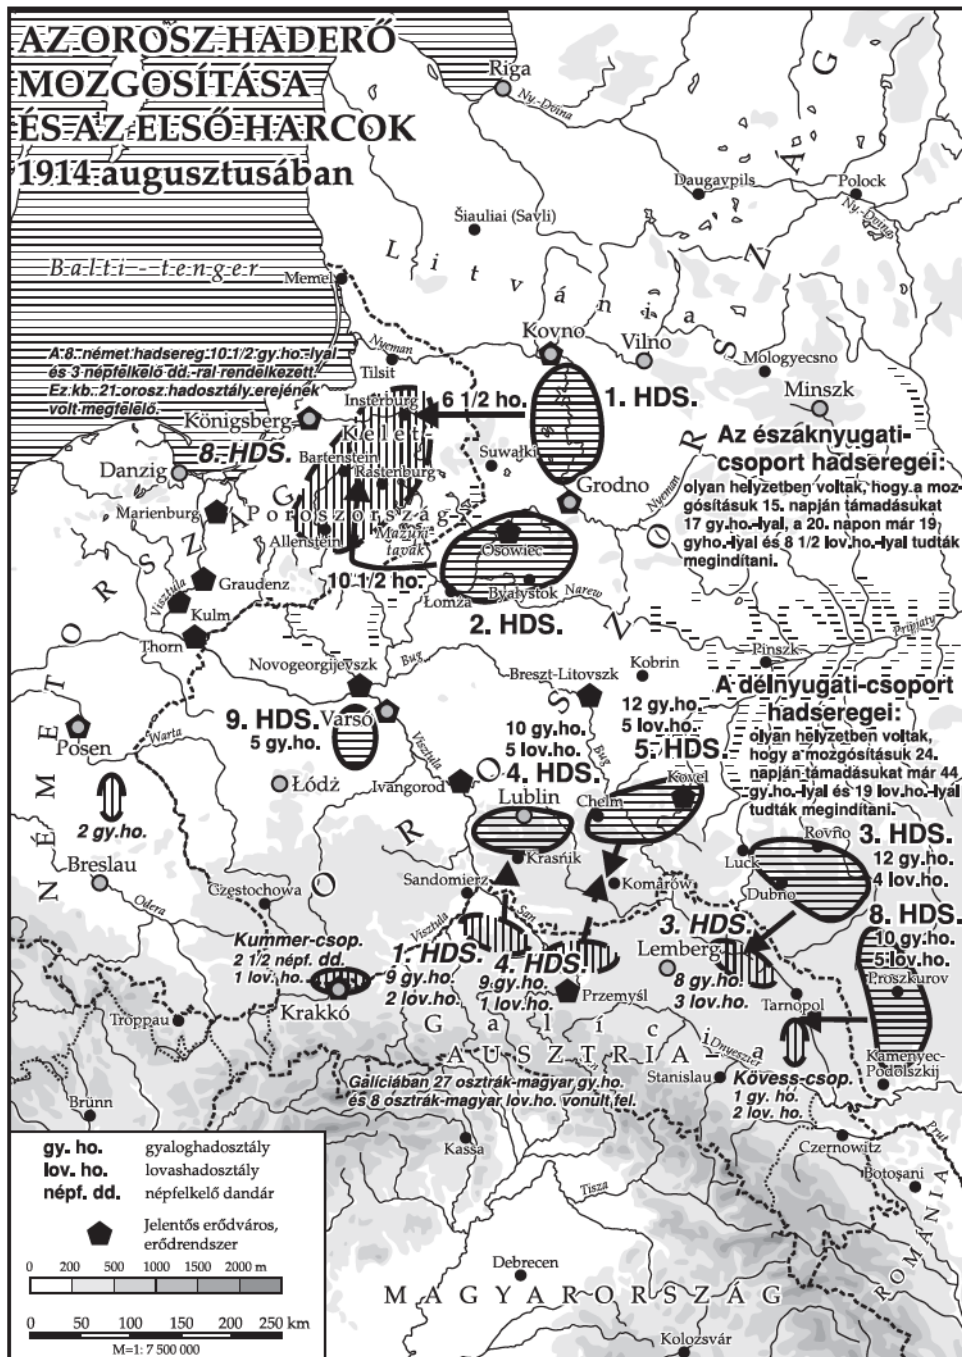 AZ OROSZ HADERŐ
MOZGOSÍTÁSA
ÉS AZ ELSŐ HARCOK
1914 augusztusában
Riga
Ny.-Dvina
Daugavpils
Polock
Ny.-Dvina
Šiauliai (Savli)
Balti-tenger
Memel
Litvánia
Nyeman
Tilsit
Kovno
Vilno
Mologyecsno
Minszk
A 8. német hadsereg 10 1/2 gy.ho.-lyal
és 3 népfelkelő dd.-ral rendelkezett.
Ez kb. 21 orosz hadosztály erejének
volt megfelelő.
Insterburg
6 1/2 ho.
1. HDS.
Königsberg
8. HDS.
Kelet-
Poroszország
Bartenstein
Rastenburg
Suwałki
Danzig
Grodno
Nyeman
Marienburg
Allenstein
Mazuri
tavak
Osowiec
Az északnyugati-
csoport hadseregei:
olyan helyzetben voltak, hogy a moz-
gósításuk 15. napján támadásukat
17 gy.ho.-lyal, a 20. napon már 19
gyho.-lyal és 8 1/2 lov.ho.-lyal tudták
megindítani.
10 1/2 ho.
Łomża
Byałystok
Narew
2. HDS.
Visztula
Graudenz
Kulm
Thorn
Novogeorgijevszk
Bug
Breszt-Litovszk
Kobrin
Pinszk
Pripjaty
NÉMETORSZÁG
OROSZORSZÁG
9. HDS.
5 gy.ho.
Varsó
Posen
Warta
Visztula
Łódż
Ivangorod
10 gy.ho.
5 lov.ho.
4. HDS.
Lublin
12 gy.ho.
5 lov.ho.
5. HDS.
Bug
Chelm
Kovel
A délnyugati-csoport
hadseregei:
olyan helyzetben voltak,
hogy a mozgósításuk 24.
napján támadásukat már 44
gy.ho.-lyal és 19 lov.ho.-lyal
tudták megindítani.
2 gy.ho.
Breslau
Odera
Częstochowa
Kraśnik
Sandomierz
Komarów
Luck
Rovno
Dubno
3. HDS.
12 gy.ho.
4 lov.ho.
Visztula
San
Kummer-csop.
2 1/2 népf. dd.
1 lov. ho.
Krakkó
1. HDS.
9 gy.ho.
2 lov.ho.
4. HDS.
9 gy.ho.
1 lov.ho.
Przemyśl
3. HDS.
Lemberg
8 gy.ho.
3 lov.ho.
Tarnopol
8. HDS.
10 gy.ho.
5 lov.ho.
Proszkurov
Kamenyec-
Podolszkij
Troppau
Galícia
AUSZTRIA-
Dnyeszter
Stanislau
Galíciában 27 osztrák-magyar gy.ho.
és 8 osztrák-magyar lov.ho. vonult fel.
Kövess-csop.
1 gy. ho.
2 lov. ho.
Brünn
Kassa
Czernowitz
Prut
Botoşani
ROMÁNIA
Tisza
Debrecen
MAGYARORSZÁG
Kolozsvár
gy. ho. gyaloghadosztály
lov. ho. lovashadosztály
népf. dd. népfelkelő dandár
Jelentős erődváros,
erődrendszer
0 200 500 1000 1500 2000 m
0 50 100 150 200 250 km
M=1: 7 500 000